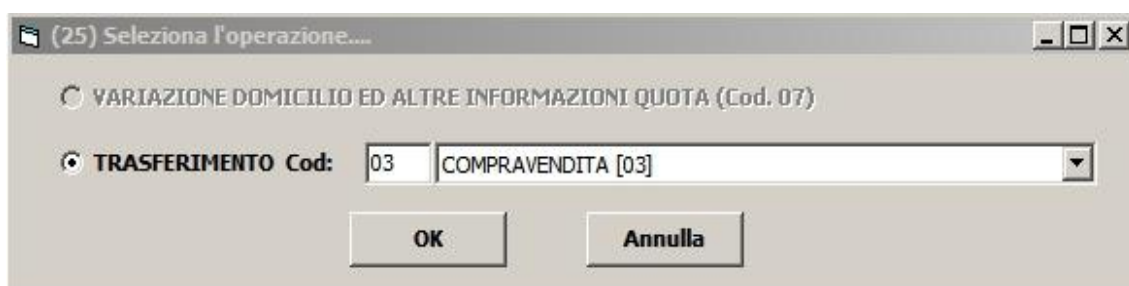 (25) Seleziona l'operazione....
VARIAZIONE DOMICILIO ED ALTRE INFORMAZIONI QUOTA (Cod. 07)
TRASFERIMENTO Cod: 03 COMPRAVENDITA [03]
OK Annulla